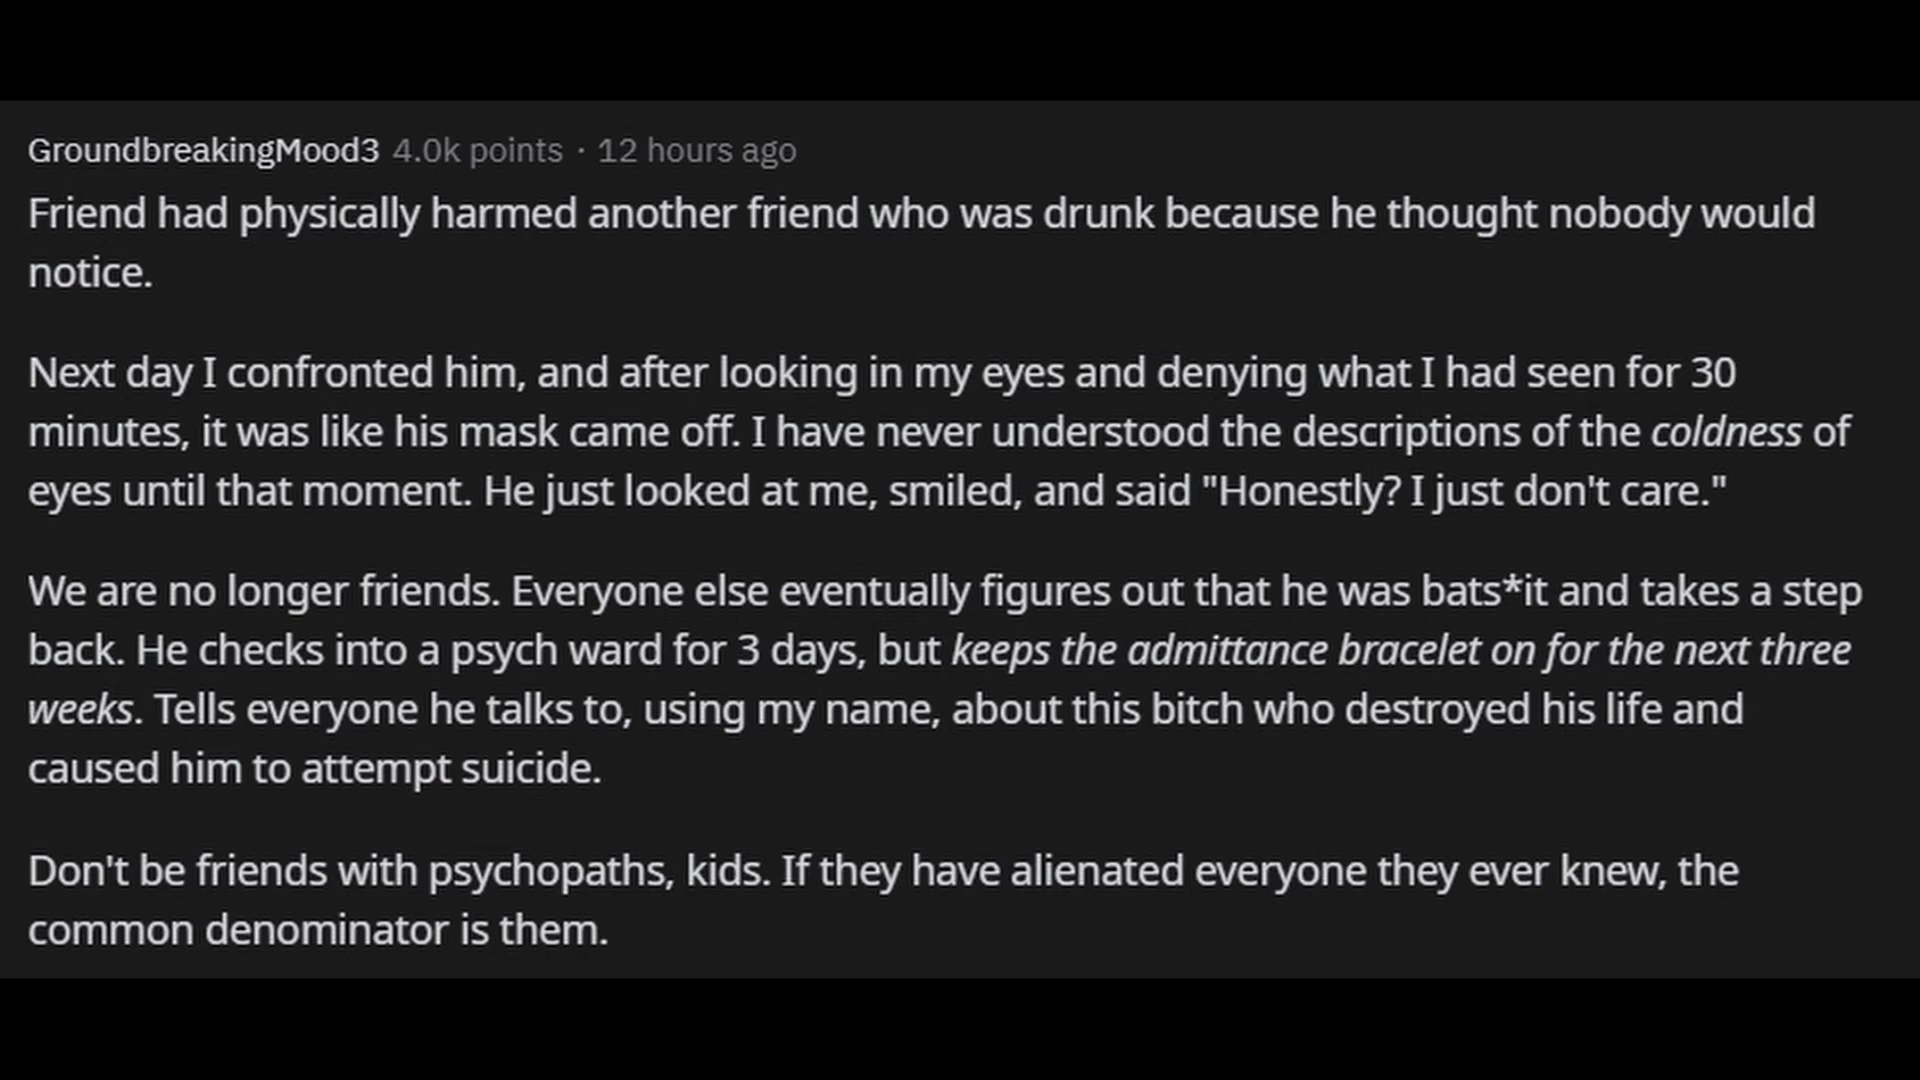 GroundbreakingMood3 4.0k points · 12 hours ago
Friend had physically harmed another friend who was drunk because he thought nobody would
notice.
Next day I confronted him, and after looking in my eyes and denying what I had seen for 30
minutes, it was like his mask came off. I have never understood the descriptions of the coldness of
eyes until that moment. He just looked at me, smiled, and said "Honestly? I just don't care."
We are no longer friends. Everyone else eventually figures out that he was bats*it and takes a step
back. He checks into a psych ward for 3 days, but keeps the admittance bracelet on for the next three
weeks. Tells everyone he talks to, using my name, about this bitch who destroyed his life and
caused him to attempt suicide.
Don't be friends with psychopaths, kids. If they have alienated everyone they ever knew, the
common denominator is them.